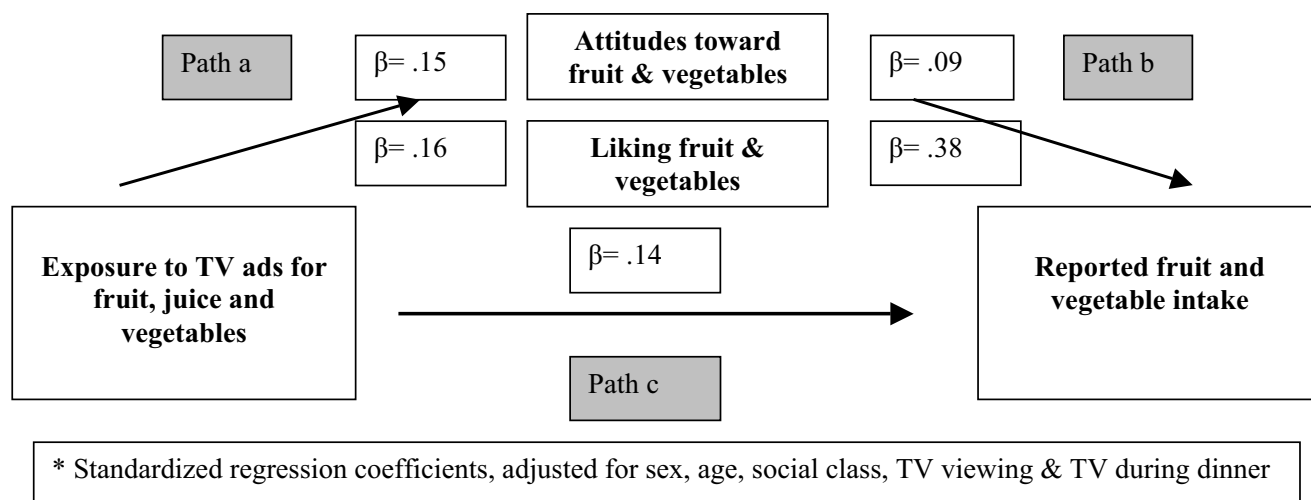 Path a
β= .15
Attitudes toward
fruit & vegetables
β= .09
Path b
β= .16
Liking fruit &
vegetables
β= .38
Exposure to TV ads for
fruit, juice and
vegetables
β= .14
Reported fruit and
vegetable intake
Path c
* Standardized regression coefficients, adjusted for sex, age, social class, TV viewing & TV during dinner